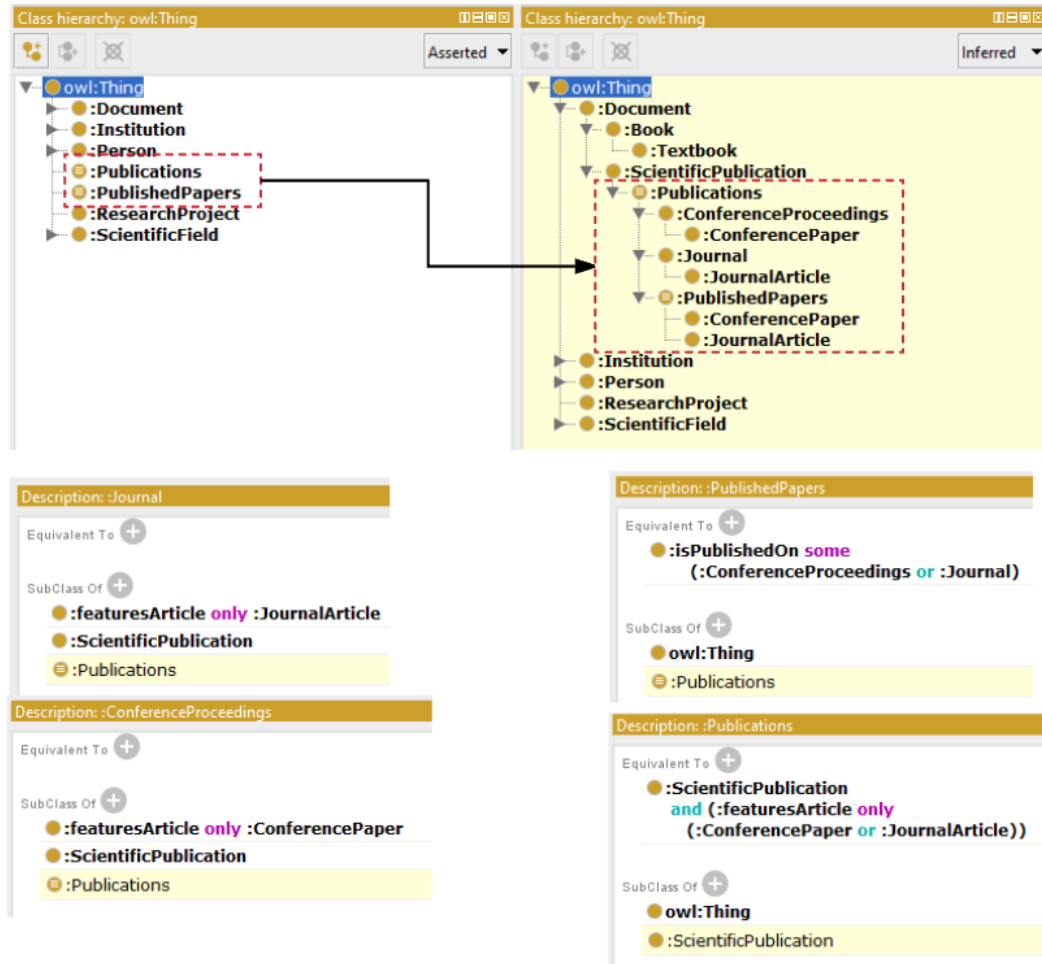 Class hierarchy: owl:Thing
Asserted
owl:Thing
:Document
:Institution
:Person
:Publications
:PublishedPapers
:ResearchProject
:ScientificField
Class hierarchy: owl:Thing
Inferred
owl:Thing
:Document
:Book
:Textbook
:ScientificPublication
:Publications
:ConferenceProceedings
:ConferencePaper
:Journal
:JournalArticle
:PublishedPapers
:ConferencePaper
:JournalArticle
:Institution
:Person
:ResearchProject
:ScientificField
Description: :Journal
Equivalent To
SubClass Of
:featuresArticle only :JournalArticle
:ScientificPublication
:Publications
Description: :ConferenceProceedings
Equivalent To
SubClass Of
:featuresArticle only :ConferencePaper
:ScientificPublication
:Publications
Description: :PublishedPapers
Equivalent To
:isPublishedOn some
(:ConferenceProceedings or :Journal)
SubClass Of
owl:Thing
:Publications
Description: :Publications
Equivalent To
:ScientificPublication
and (:featuresArticle only
(:ConferencePaper or :JournalArticle))
SubClass Of
owl:Thing
:ScientificPublication